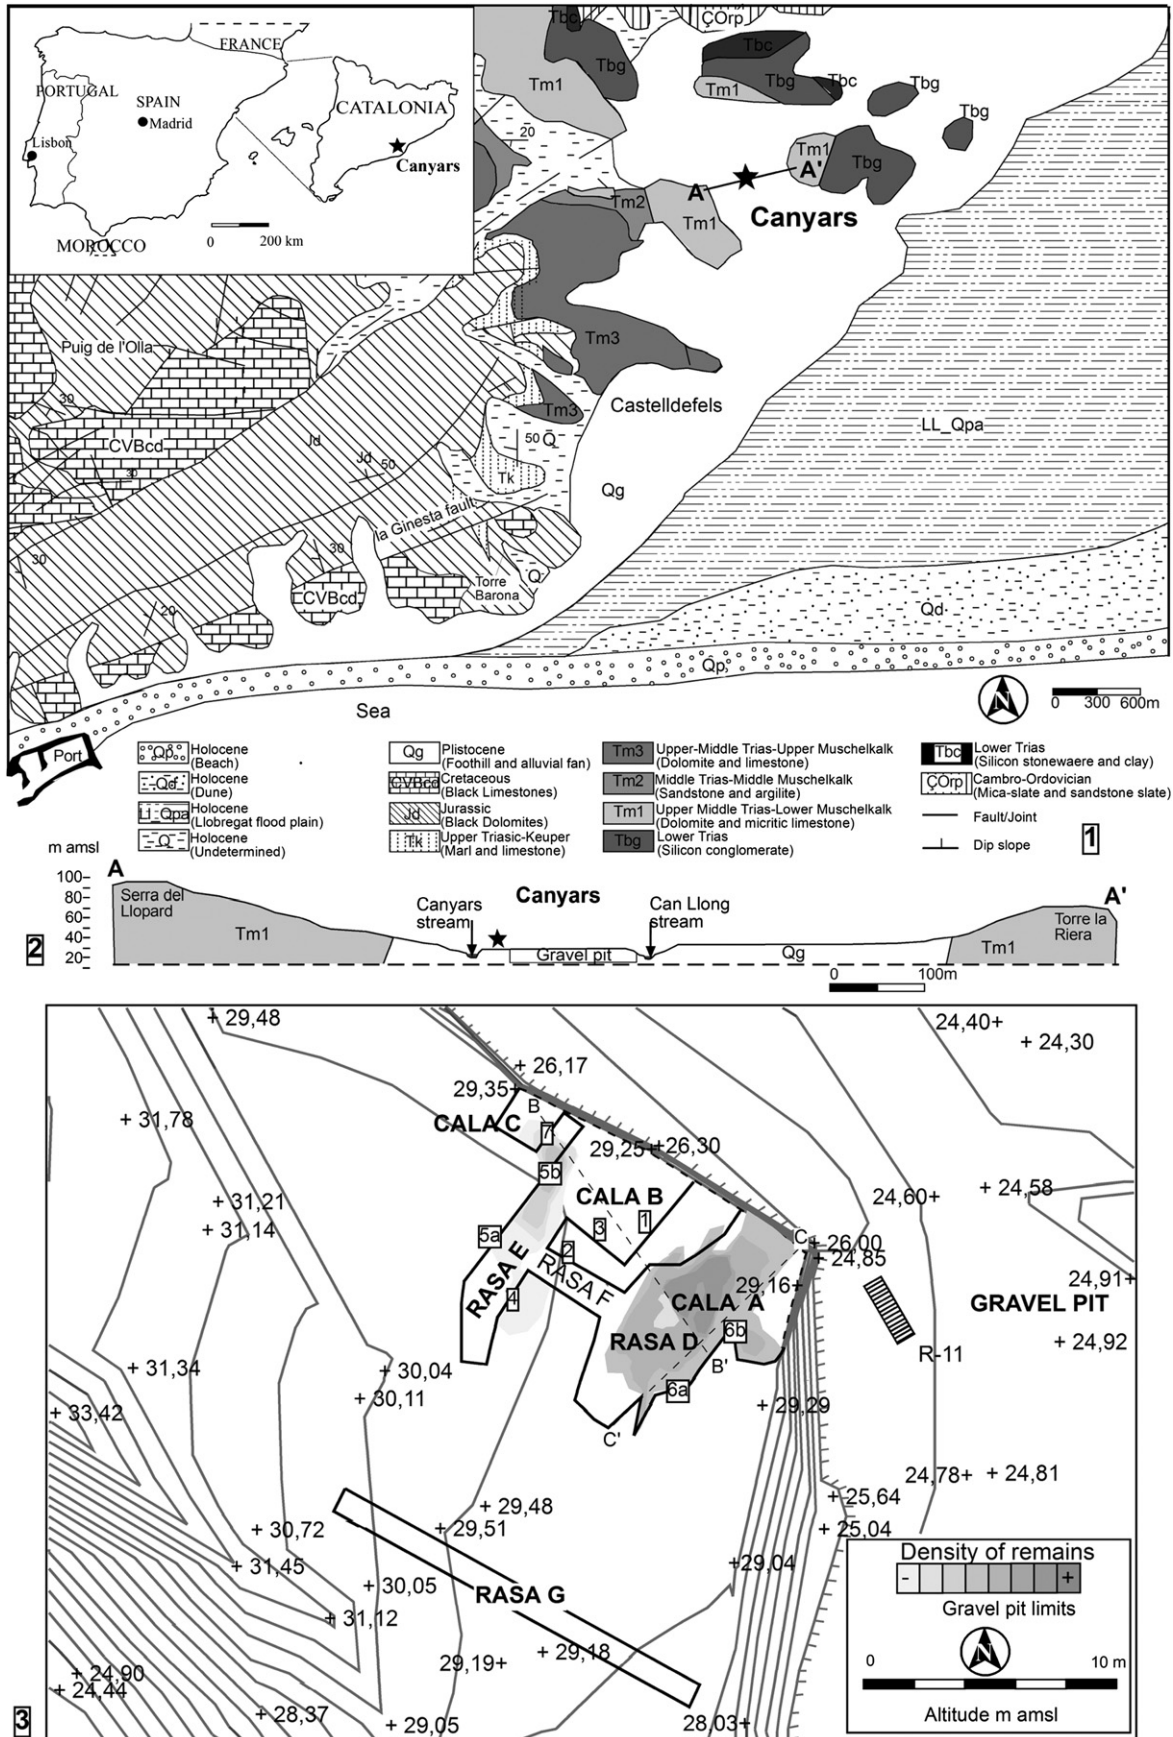 FRANCE
PORTUGAL
SPAIN
Madrid
Lisbon
CATALONIA
Canyars
MOROCCO
0 200 km
Tbc
ÇOrp
Tbg
Tm1
Tbc
Tbg
Tm1
Tbc
Tbg
Tbg
20
Tm1
A'
Tbg
A
Tm2
Tm1
Canyars
Puig de l'Olla
Tm3
30
Tm3
Castelldefels
CVBcd
Jd
Jd
50
50 Q
LL_Qpa
30
Tk
Qg
la Ginesta fault
30
30
CVBcd
Torre
Barona
Q
20
Qd
Qp
Sea
N
0 300 600m
Port
Qp Holocene
(Beach)
Qd Holocene
(Dune)
Ll_Qpa Holocene
(Llobregat flood plain)
Q Holocene
(Undetermined)
Qg Plistocene
(Foothill and alluvial fan)
CVBcd Cretaceous
(Black Limestones)
Jd Jurassic
(Black Dolomites)
Tk Upper Triasic-Keuper
(Marl and limestone)
Tm3 Upper-Middle Trias-Upper Muschelkalk
(Dolomite and limestone)
Tm2 Middle Trias-Middle Muschelkalk
(Sandstone and argilite)
Tm1 Upper Middle Trias-Lower Muschelkalk
(Dolomite and micritic limestone)
Tbg Lower Trias
(Silicon conglomerate)
Tbc Lower Trias
(Silicon stonewaere and clay)
ÇOrp Cambro-Ordovician
(Mica-slate and sandstone slate)
Fault/Joint
Dip slope
1
m amsl
A
100
80
60
40
20
Serra del
Llopard
Tm1
Canyars
stream
Canyars
Can Llong
stream
A'
Torre la
Riera
Tm1
Gravel pit
Qg
2
0 100m
+ 29,48
24,40+
+ 24,30
+ 26,17
29,35+
B
CALA C
7
+ 31,78
29,25+
+26,30
5b
CALA B
+ 31,21
24,60+
+ 24,58
+ 31,14
5a
3
1
C
+ 26,00
+ 24,85
2
RASA E
RASA F
4
29,16+
24,91+
CALA A
GRAVEL PIT
6b
RASA D
+ 24,92
R-11
B'
+ 31,34
+ 30,04
+ 30,11
6a
+ 29,29
+ 33,42
C'
24,78+
+ 24,81
+ 25,64
+ 29,48
+ 29,51
+ 30,72
+ 25,04
+ 31,45
+29,04
+ 30,05
RASA G
+ 31,12
+ 29,18
29,19+
+ 24,90
+ 24,44
+ 28,37
+ 29,05
28,03+
Density of remains
- +
Gravel pit limits
N
0 10 m
Altitude m amsl
3